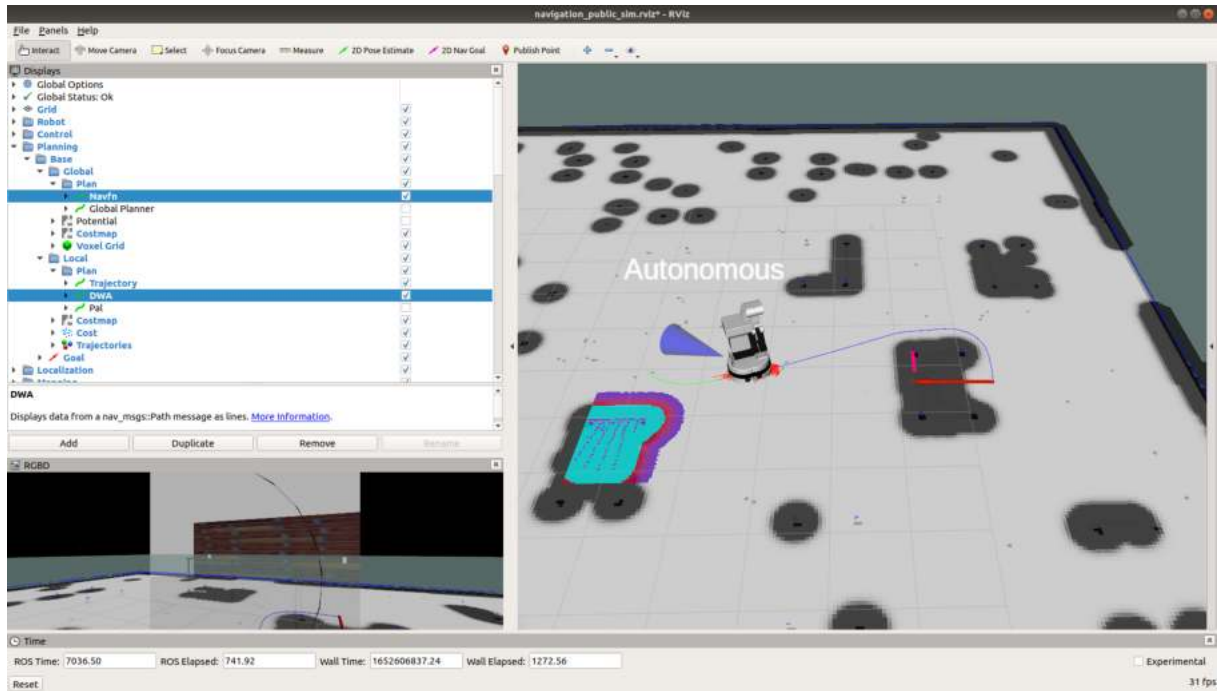 navigation_public_sim.rviz* - RViz
File Panels Help
Interact Move Camera Select Focus Camera Measure 2D Pose Estimate 2D Nav Goal Publish Point
Displays
Global Options
Global Status: Ok
Grid
Robot
Control
Planning
Base
Global
Plan
Navfn
Global Planner
Potential
Costmap
Voxel Grid
Local
Plan
Trajectory
DWA
Pal
Costmap
Cost
Trajectories
Goal
Localization
DWA
Displays data from a nav_msgs::Path message as lines. More Information.
Add Duplicate Remove Rename
RGBD
Autonomous
Time
ROS Time: 7036.50 ROS Elapsed: 741.92 Wall Time: 1652606837.24 Wall Elapsed: 1272.56 Experimental
Reset 31 fps